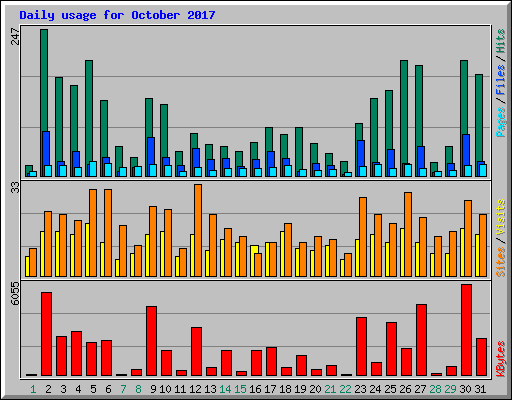 Daily usage for October 2017
247
Pages / Files / Hits
33
Sites / Visits
6055
KBytes
1 2 3 4 5 6 7 8 9 10 11 12 13 14 15 16 17 18 19 20 21 22 23 24 25 26 27 28 29 30 31